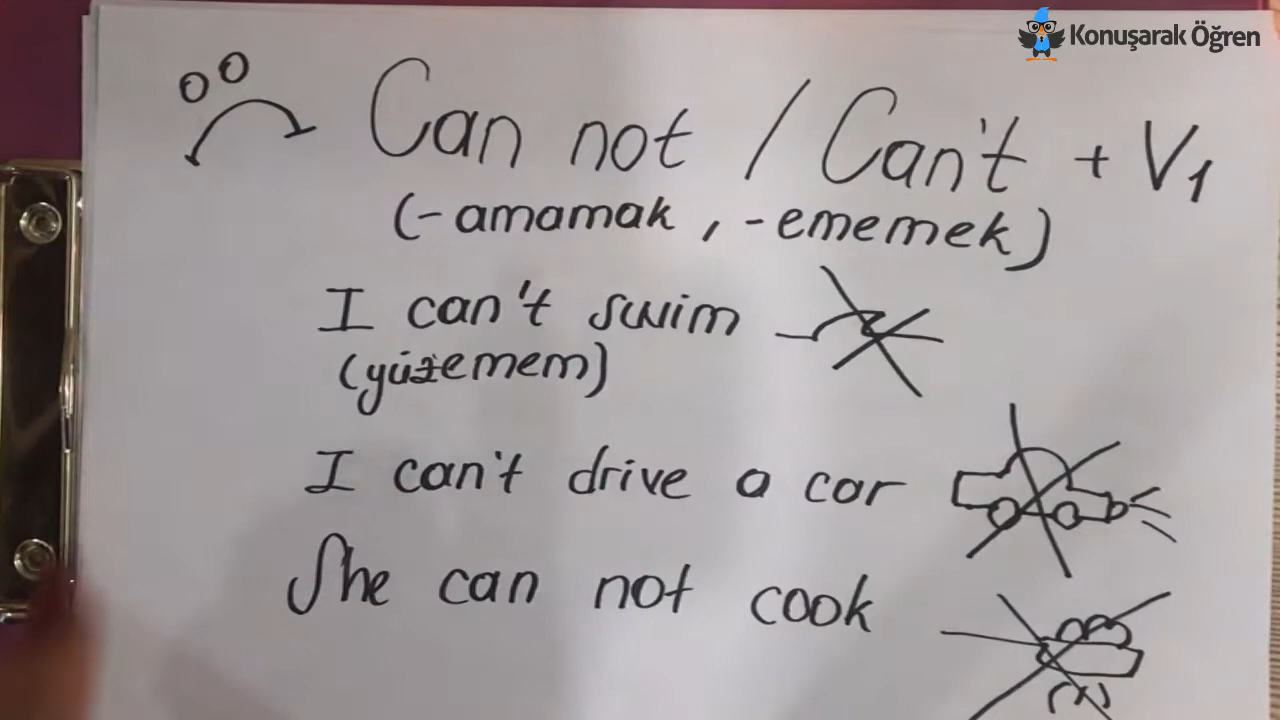 Konuşarak Öğren
Can not / Can't + V1
(-amamak, -ememek)
I can't swim
(yüzemem)
I can't drive a car
She can not cook